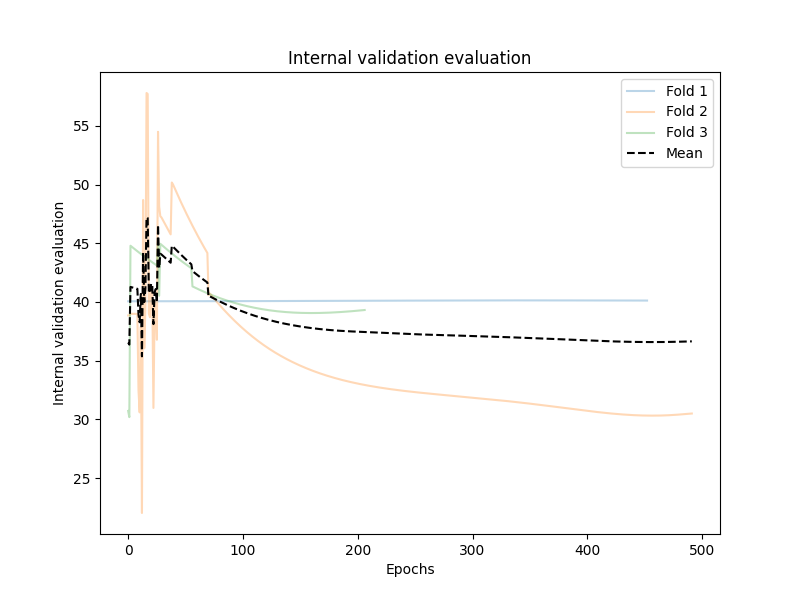 Internal validation evaluation
Fold 1
Fold 2
Fold 3
Mean
Internal validation evaluation
55
50
45
40
35
30
25
0 100 200 300 400 500
Epochs